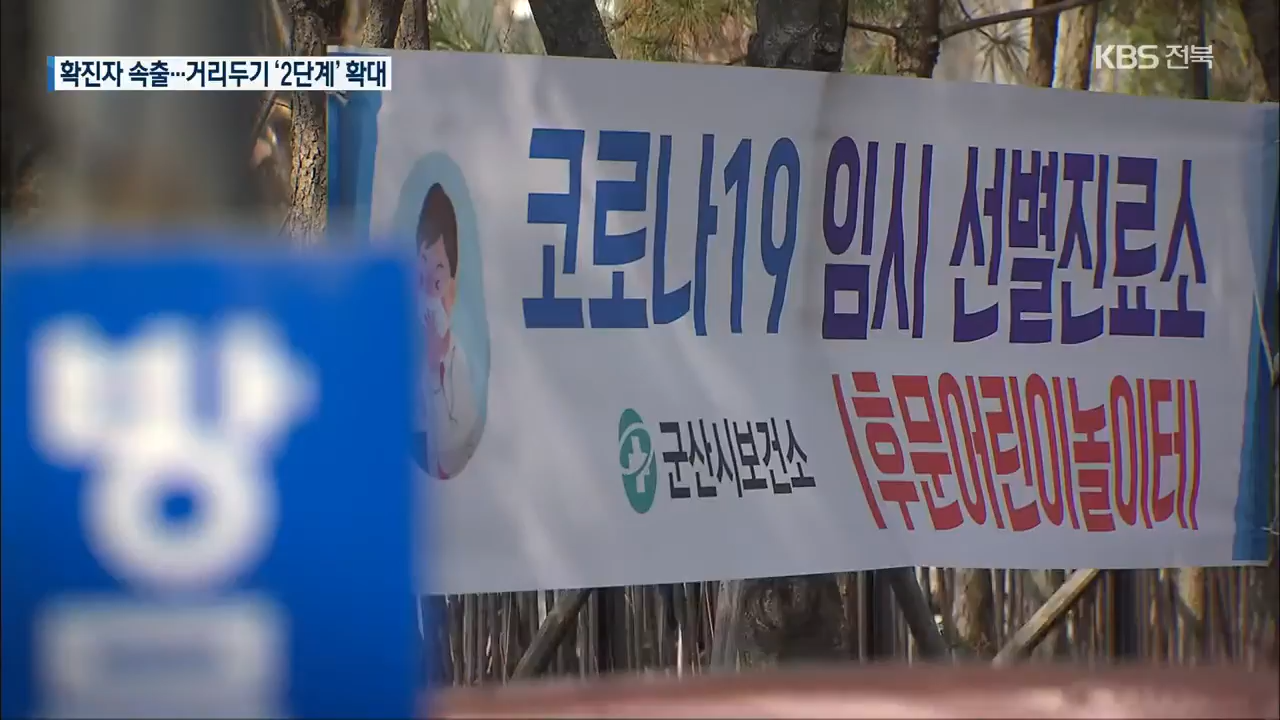 확진자 속출…거리두기 ‘2단계’ 확대
KBS 전북
코로나19 임시 선별진료소
(후문어린이놀이터)
군산시보건소
방